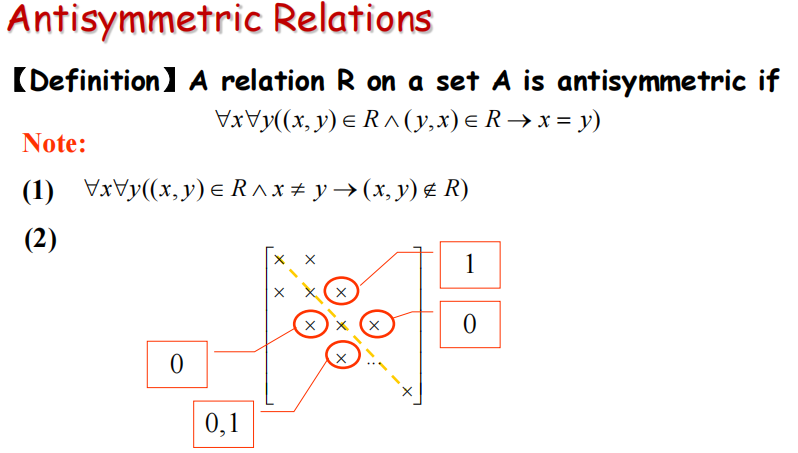 Antisymmetric Relations
【Definition】A relation R on a set A is antisymmetric if
∀x∀y((x, y) ∈ R ∧ (y, x) ∈ R → x = y)
Note:
(1) ∀x∀y((x, y) ∈ R ∧ x ≠ y → (x, y) ∉ R)
(2)
× ×
1
× × ×
× × ×
0
0
× ...
×
0,1